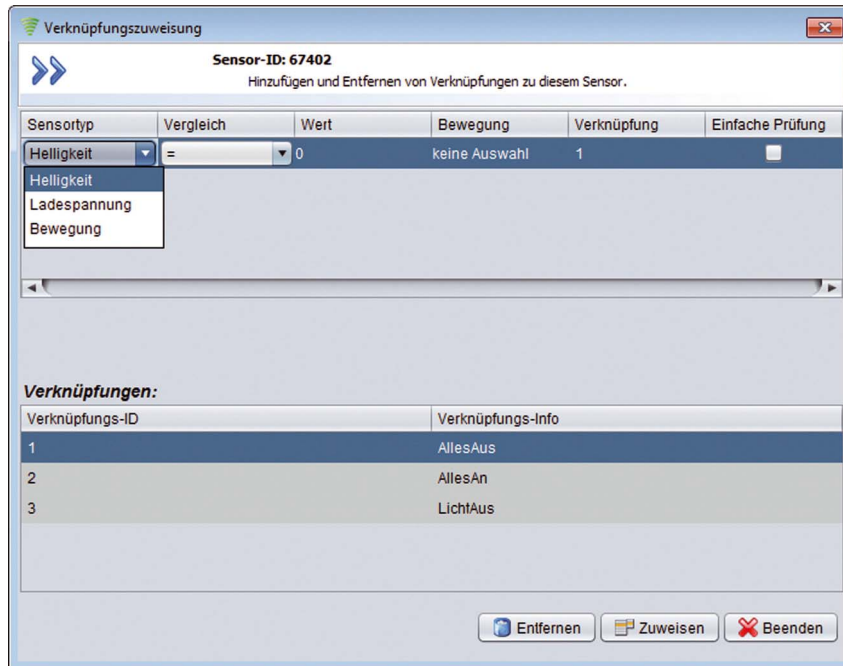 Verknüpfungszuweisung
Sensor-ID: 67402
Hinzufügen und Entfernen von Verknüpfungen zu diesem Sensor.
Sensortyp Vergleich Wert Bewegung Verknüpfung Einfache Prüfung
Helligkeit = 0 keine Auswahl 1
Helligkeit
Ladespannung
Bewegung
Verknüpfungen:
Verknüpfungs-ID Verknüpfungs-Info
1 AllesAus
2 AllesAn
3 LichtAus
Entfernen Zuweisen Beenden